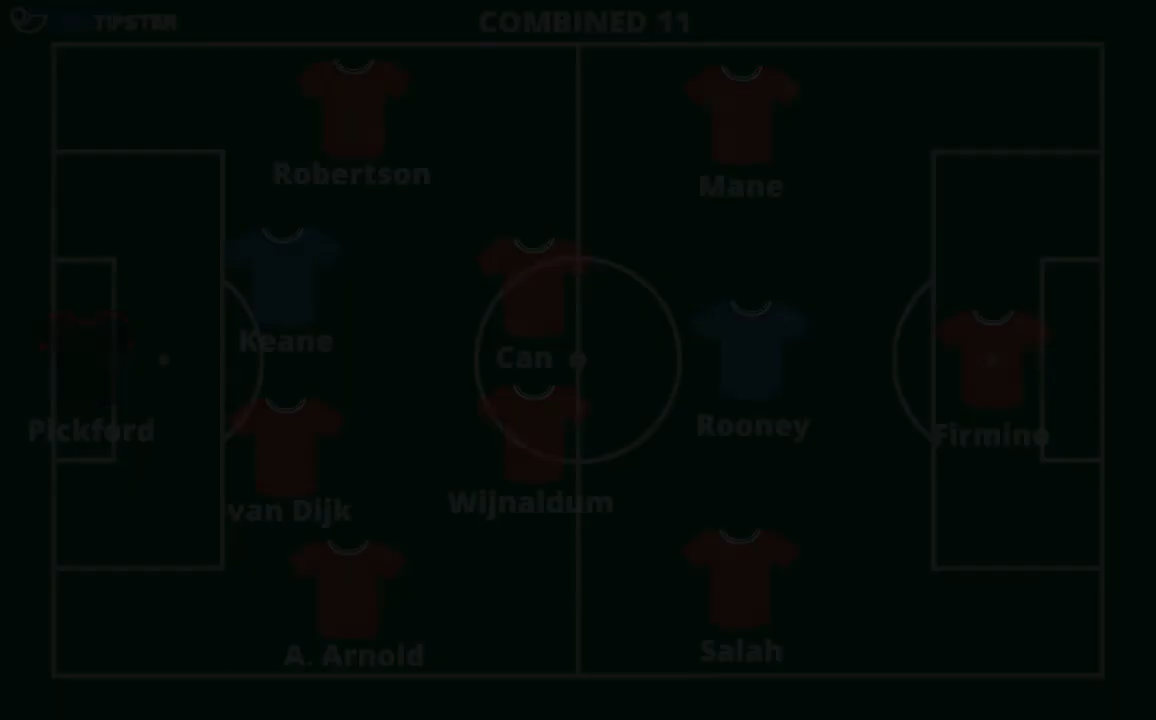 TIPSTER
COMBINED 11
Robertson
Mane
Keane
Can
Rooney
Pickford
Firmino
van Dijk
Wijnaldum
A. Arnold
Salah